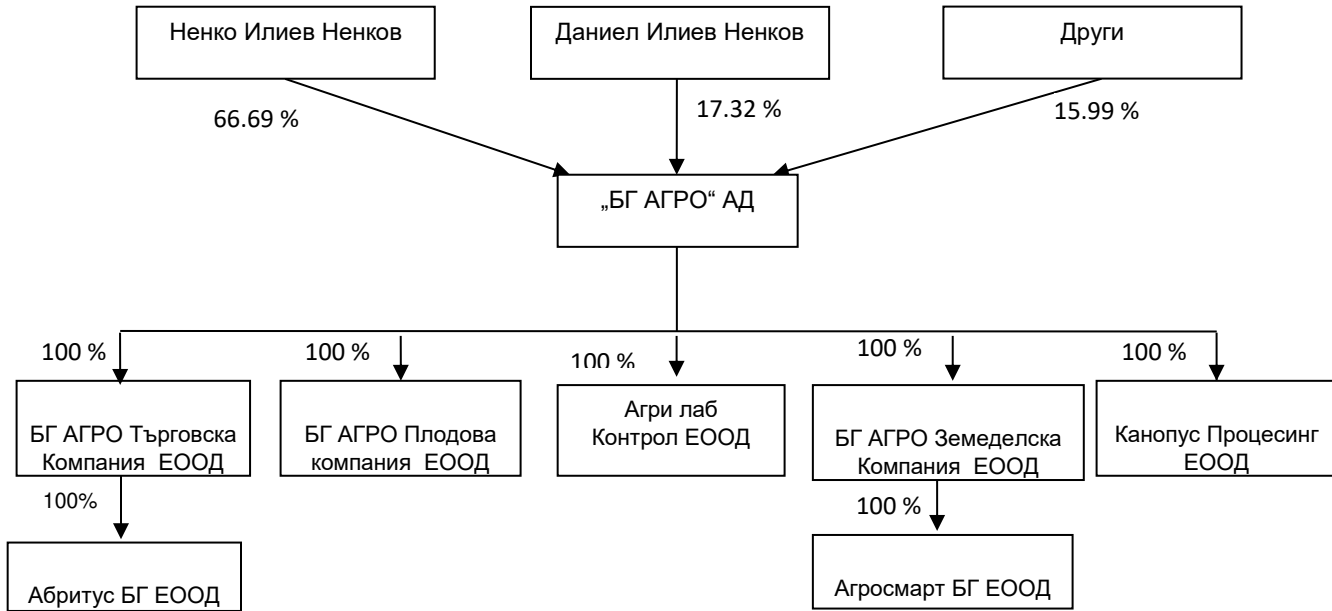 Ненко Илиев Ненков
Даниел Илиев Ненков
Други
66.69 %
17.32 %
15.99 %
„БГ АГРО“ АД
100 %
100 %
100 %
100 %
100 %
БГ АГРО Търговска
Компания ЕООД
БГ АГРО Плодова
компания ЕООД
Агри лаб
Контрол ЕООД
БГ АГРО Земеделска
Компания ЕООД
Канопус Процесинг
ЕООД
100%
100 %
Абритус БГ ЕООД
Агросмарт БГ ЕООД